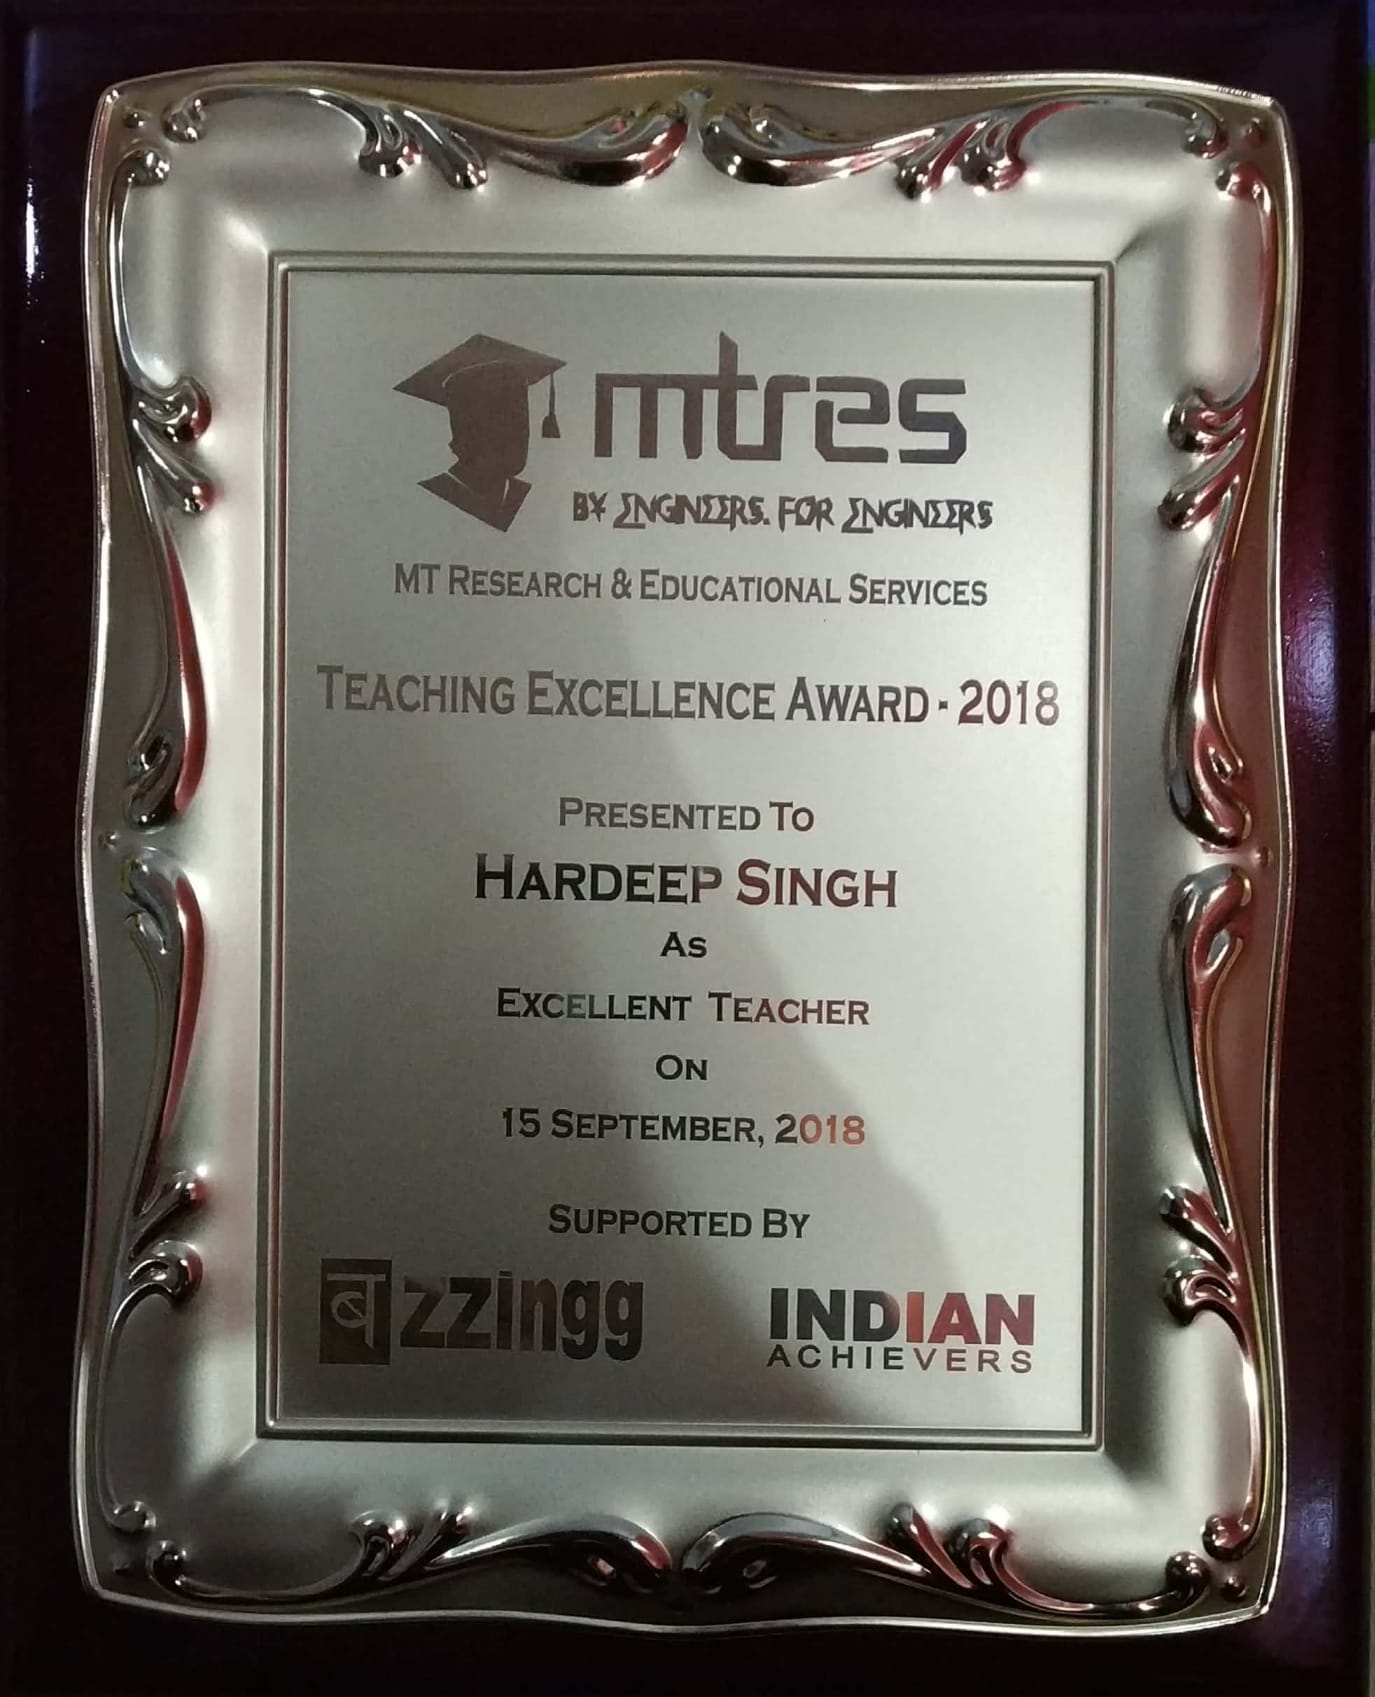 mtres
BY ENGINEERS. FOR ENGINEERS
MT RESEARCH & EDUCATIONAL SERVICES
TEACHING EXCELLENCE AWARD - 2018
PRESENTED TO
HARDEEP SINGH
AS
EXCELLENT TEACHER
ON
15 SEPTEMBER, 2018
SUPPORTED BY
बzzingg INDIAN
ACHIEVERS